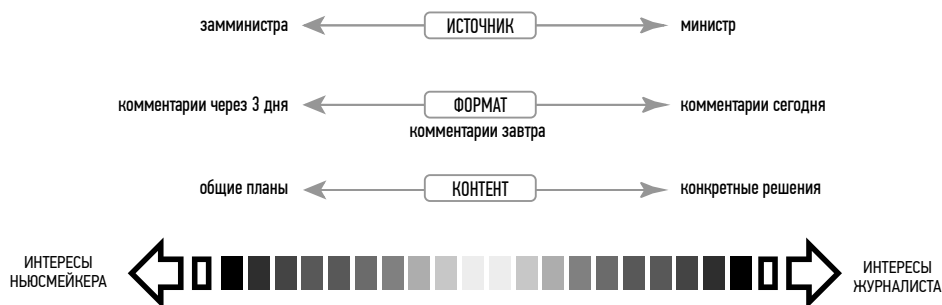 замминистра ИСТОЧНИК министр
комментарии через 3 дня ФОРМАТ комментарии сегодня
комментарии завтра
общие планы КОНТЕНТ конкретные решения
ИНТЕРЕСЫ
НЬЮСМЕЙКЕРА
ИНТЕРЕСЫ
ЖУРНАЛИСТА